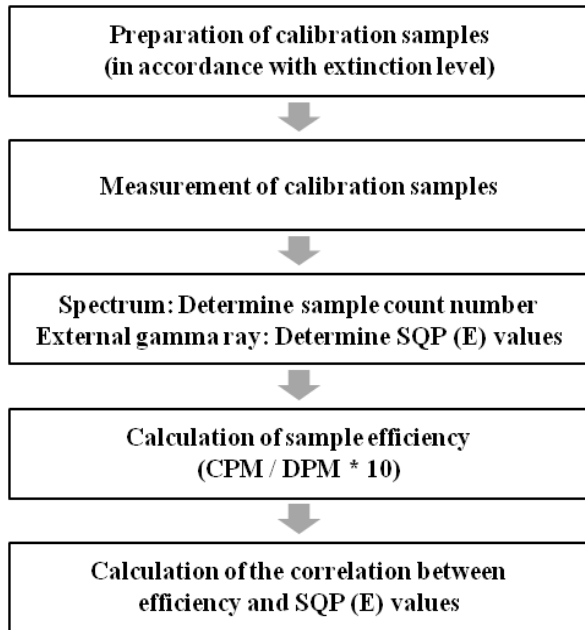 Preparation of calibration samples
(in accordance with extinction level)
Measurement of calibration samples
Spectrum: Determine sample count number
External gamma ray: Determine SQP (E) values
Calculation of sample efficiency
(CPM / DPM * 10)
Calculation of the correlation between
efficiency and SQP (E) values